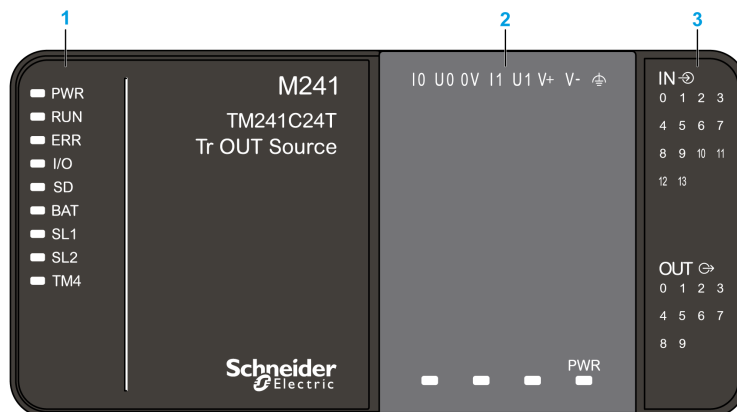 1
2
3
PWR
RUN
ERR
I/O
SD
BAT
SL1
SL2
TM4
M241
TM241C24T
Tr OUT Source
Schneider
Electric
I0 U0 0V I1 U1 V+ V-
PWR
IN
0 1 2 3
4 5 6 7
8 9 10 11
12 13
OUT
0 1 2 3
4 5 6 7
8 9